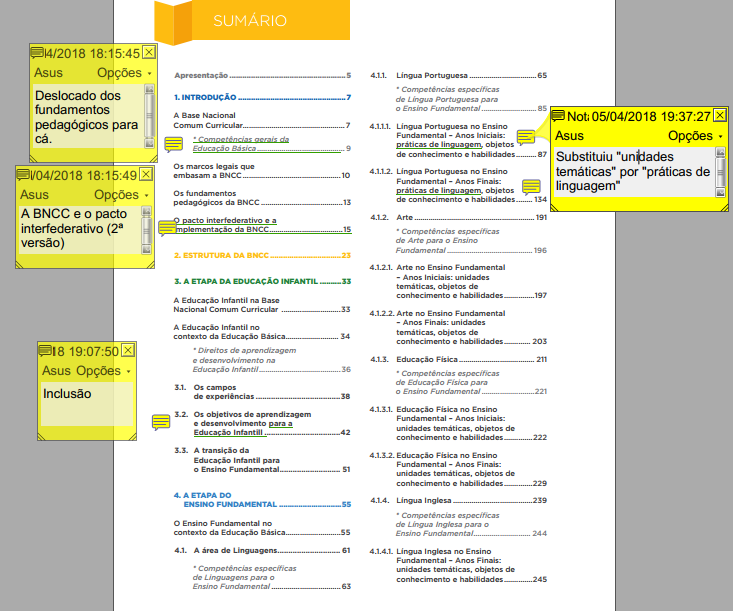 SUMÁRIO
4/2018 18:15:45
Asus Opções
Deslocado dos
fundamentos
pedagógicos para
cá.
/04/2018 18:15:49
Asus Opções
A BNCC e o pacto
interfederativo (2ª
versão)
18 19:07:50
Asus Opções
Inclusão
Apresentação 5
1. INTRODUÇÃO 7
A Base Nacional
Comum Curricular 7
* Competências gerais da
Educação Básica 9
Os marcos legais que
embasam a BNCC 10
Os fundamentos
pedagógicos da BNCC 13
O pacto interfederativo e a
implementação da BNCC 15
2. ESTRUTURA DA BNCC 23
3. A ETAPA DA EDUCAÇÃO INFANTIL 33
A Educação Infantil na Base
Nacional Comum Curricular 33
A Educação Infantil no
contexto da Educação Básica 34
* Direitos de aprendizagem
e desenvolvimento na
Educação Infantil 36
3.1. Os campos
de experiências 38
3.2. Os objetivos de aprendizagem
e desenvolvimento para a
Educação Infantill 42
3.3. A transição da
Educação Infantil para
o Ensino Fundamental 51
4. A ETAPA DO
ENSINO FUNDAMENTAL 55
O Ensino Fundamental no
contexto da Educação Básica 55
4.1. A área de Linguagens 61
* Competências específicas
de Linguagens para o
Ensino Fundamental 63
4.1.1. Língua Portuguesa 65
* Competências específicas
de Língua Portuguesa para
o Ensino Fundamental 85
4.1.1.1. Língua Portuguesa no Ensino
Fundamental – Anos Iniciais:
práticas de linguagem, objetos
de conhecimento e habilidades 87
4.1.1.2. Língua Portuguesa no Ensino
Fundamental – Anos Finais:
práticas de linguagem, objetos
de conhecimento e habilidades 134
4.1.2. Arte 191
* Competências específicas
de Arte para o Ensino
Fundamental 196
4.1.2.1. Arte no Ensino Fundamental
– Anos Iniciais: unidades
temáticas, objetos de
conhecimento e habilidades 197
4.1.2.2. Arte no Ensino Fundamental
– Anos Finais: unidades
temáticas, objetos de
conhecimento e habilidades 203
4.1.3. Educação Física 211
* Competências específicas
de Educação Física para
o Ensino Fundamental 221
4.1.3.1. Educação Física no Ensino
Fundamental – Anos Iniciais:
unidades temáticas, objetos de
conhecimento e habilidades 222
4.1.3.2. Educação Física no Ensino
Fundamental – Anos Finais:
unidades temáticas, objetos de
conhecimento e habilidades 229
4.1.4. Língua Inglesa 239
* Competências específicas
de Língua Inglesa para o
Ensino Fundamental 244
4.1.4.1. Língua Inglesa no Ensino
Fundamental – Anos Finais:
unidades temáticas, objetos de
conhecimento e habilidades 245
Nota 05/04/2018 19:37:27
Asus Opções
Substituiu "unidades
temáticas" por "práticas de
linguagem"